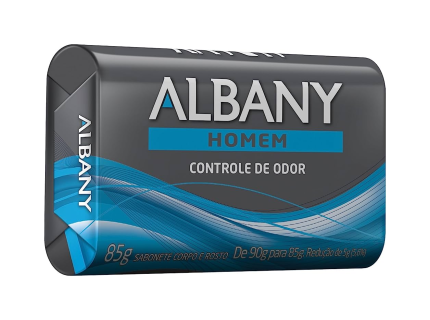 ALBANY
HOMEM
CONTROLE DE ODOR
ALBANY
85g SABONETE CORPO E ROSTO De 90g para 85g. Redução de 5g (5,6%)